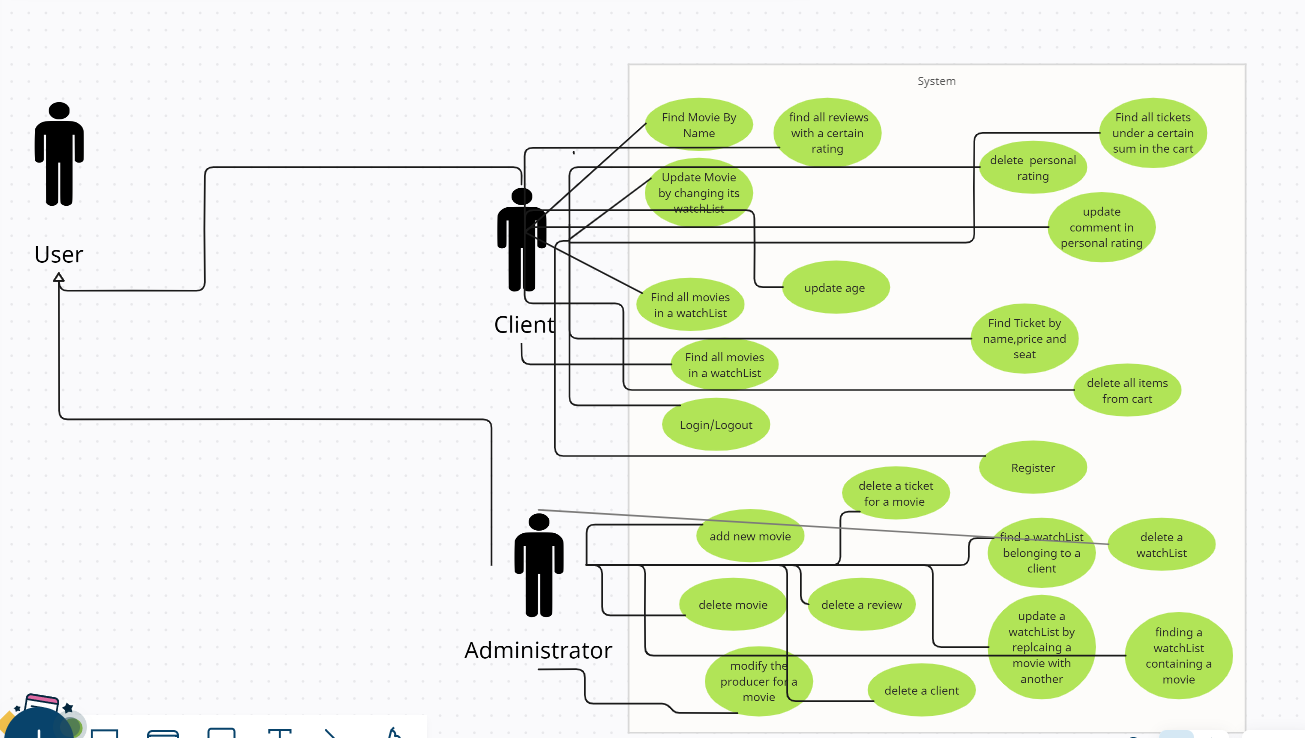 System
Find Movie By
Name
find all reviews
with a certain
rating
Find all tickets
under a certain
sum in the cart
delete personal
rating
Update Movie
by changing its
watchList
update
comment in
personal rating
User
Find all movies
in a watchList
update age
Client
Find Ticket by
name,price and
seat
Find all movies
in a watchList
delete all items
from cart
Login/Logout
Register
delete a ticket
for a movie
add new movie
find a watchList
belonging to a
client
delete a
watchList
delete movie
delete a review
update a
watchList by
replcaing a
movie with
another
finding a
watchList
containing a
movie
Administrator
modify the
producer for a
movie
delete a client